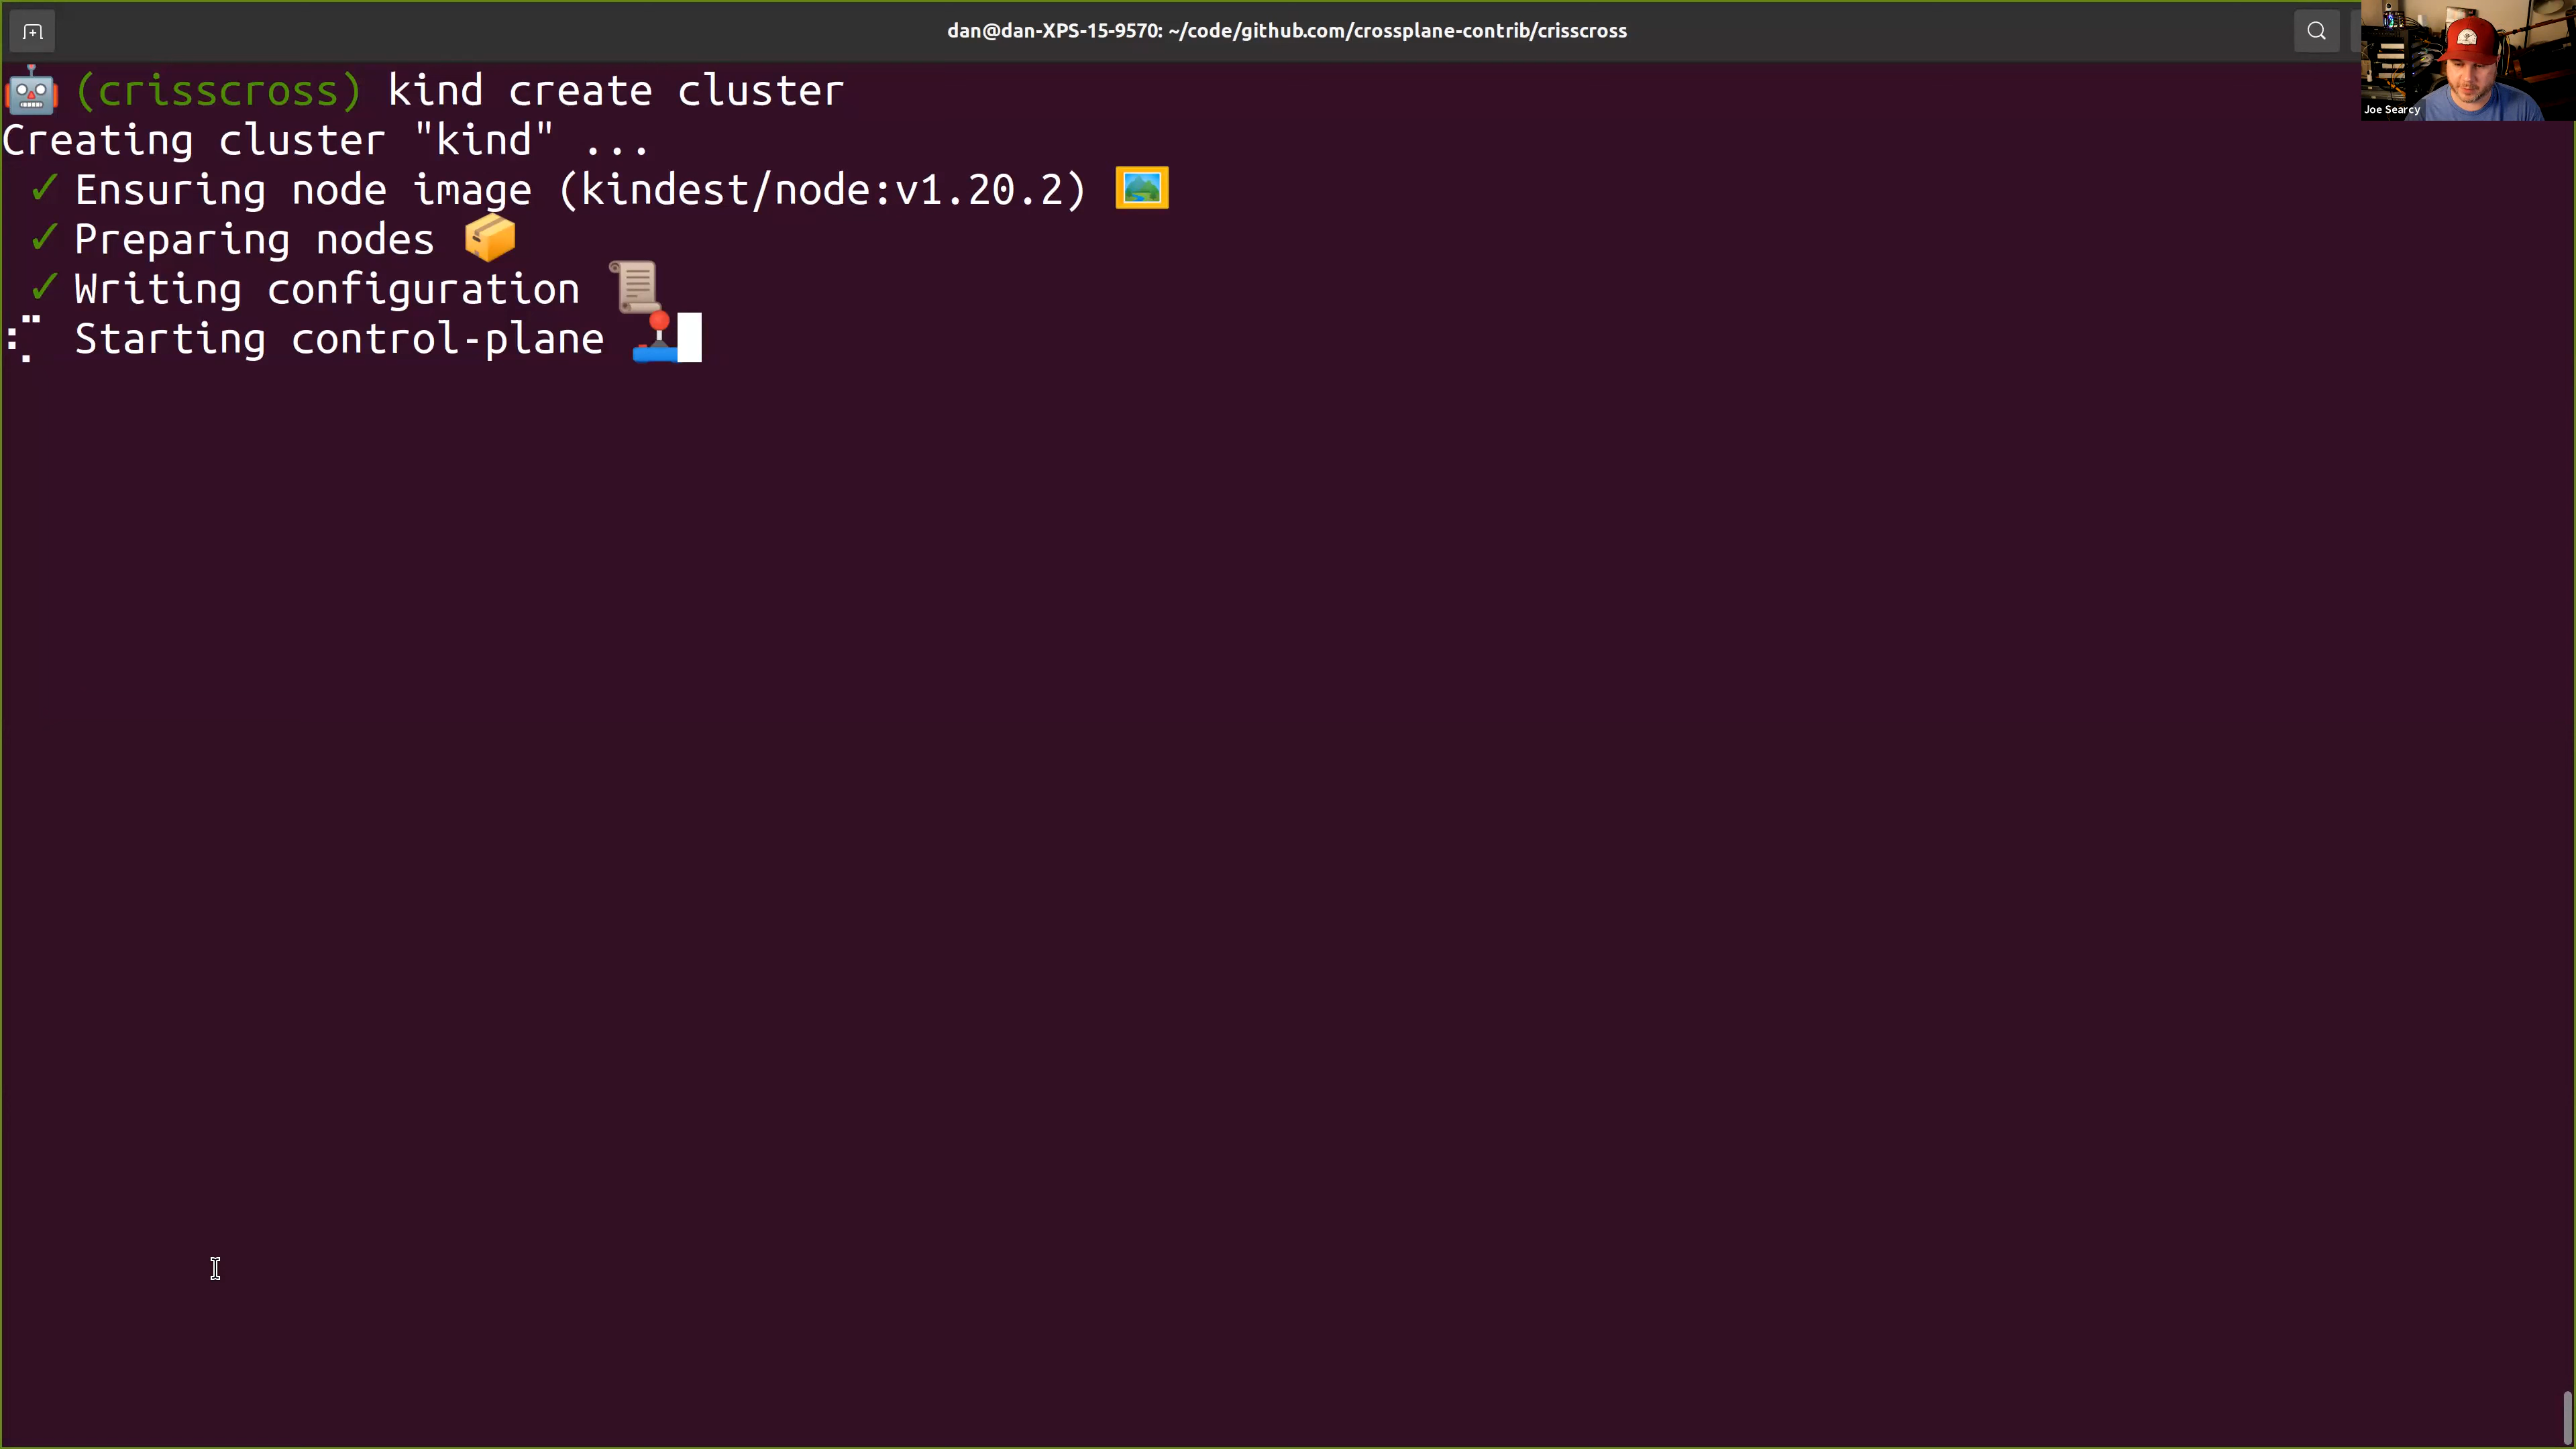 dan@dan-XPS-15-9570: ~/code/github.com/crossplane-contrib/crisscross
Joe Searcy
🤖 (crisscross) kind create cluster
Creating cluster "kind" ...
✓ Ensuring node image (kindest/node:v1.20.2) 🖼
✓ Preparing nodes 📦
✓ Writing configuration 📜
Starting control-plane 🕹